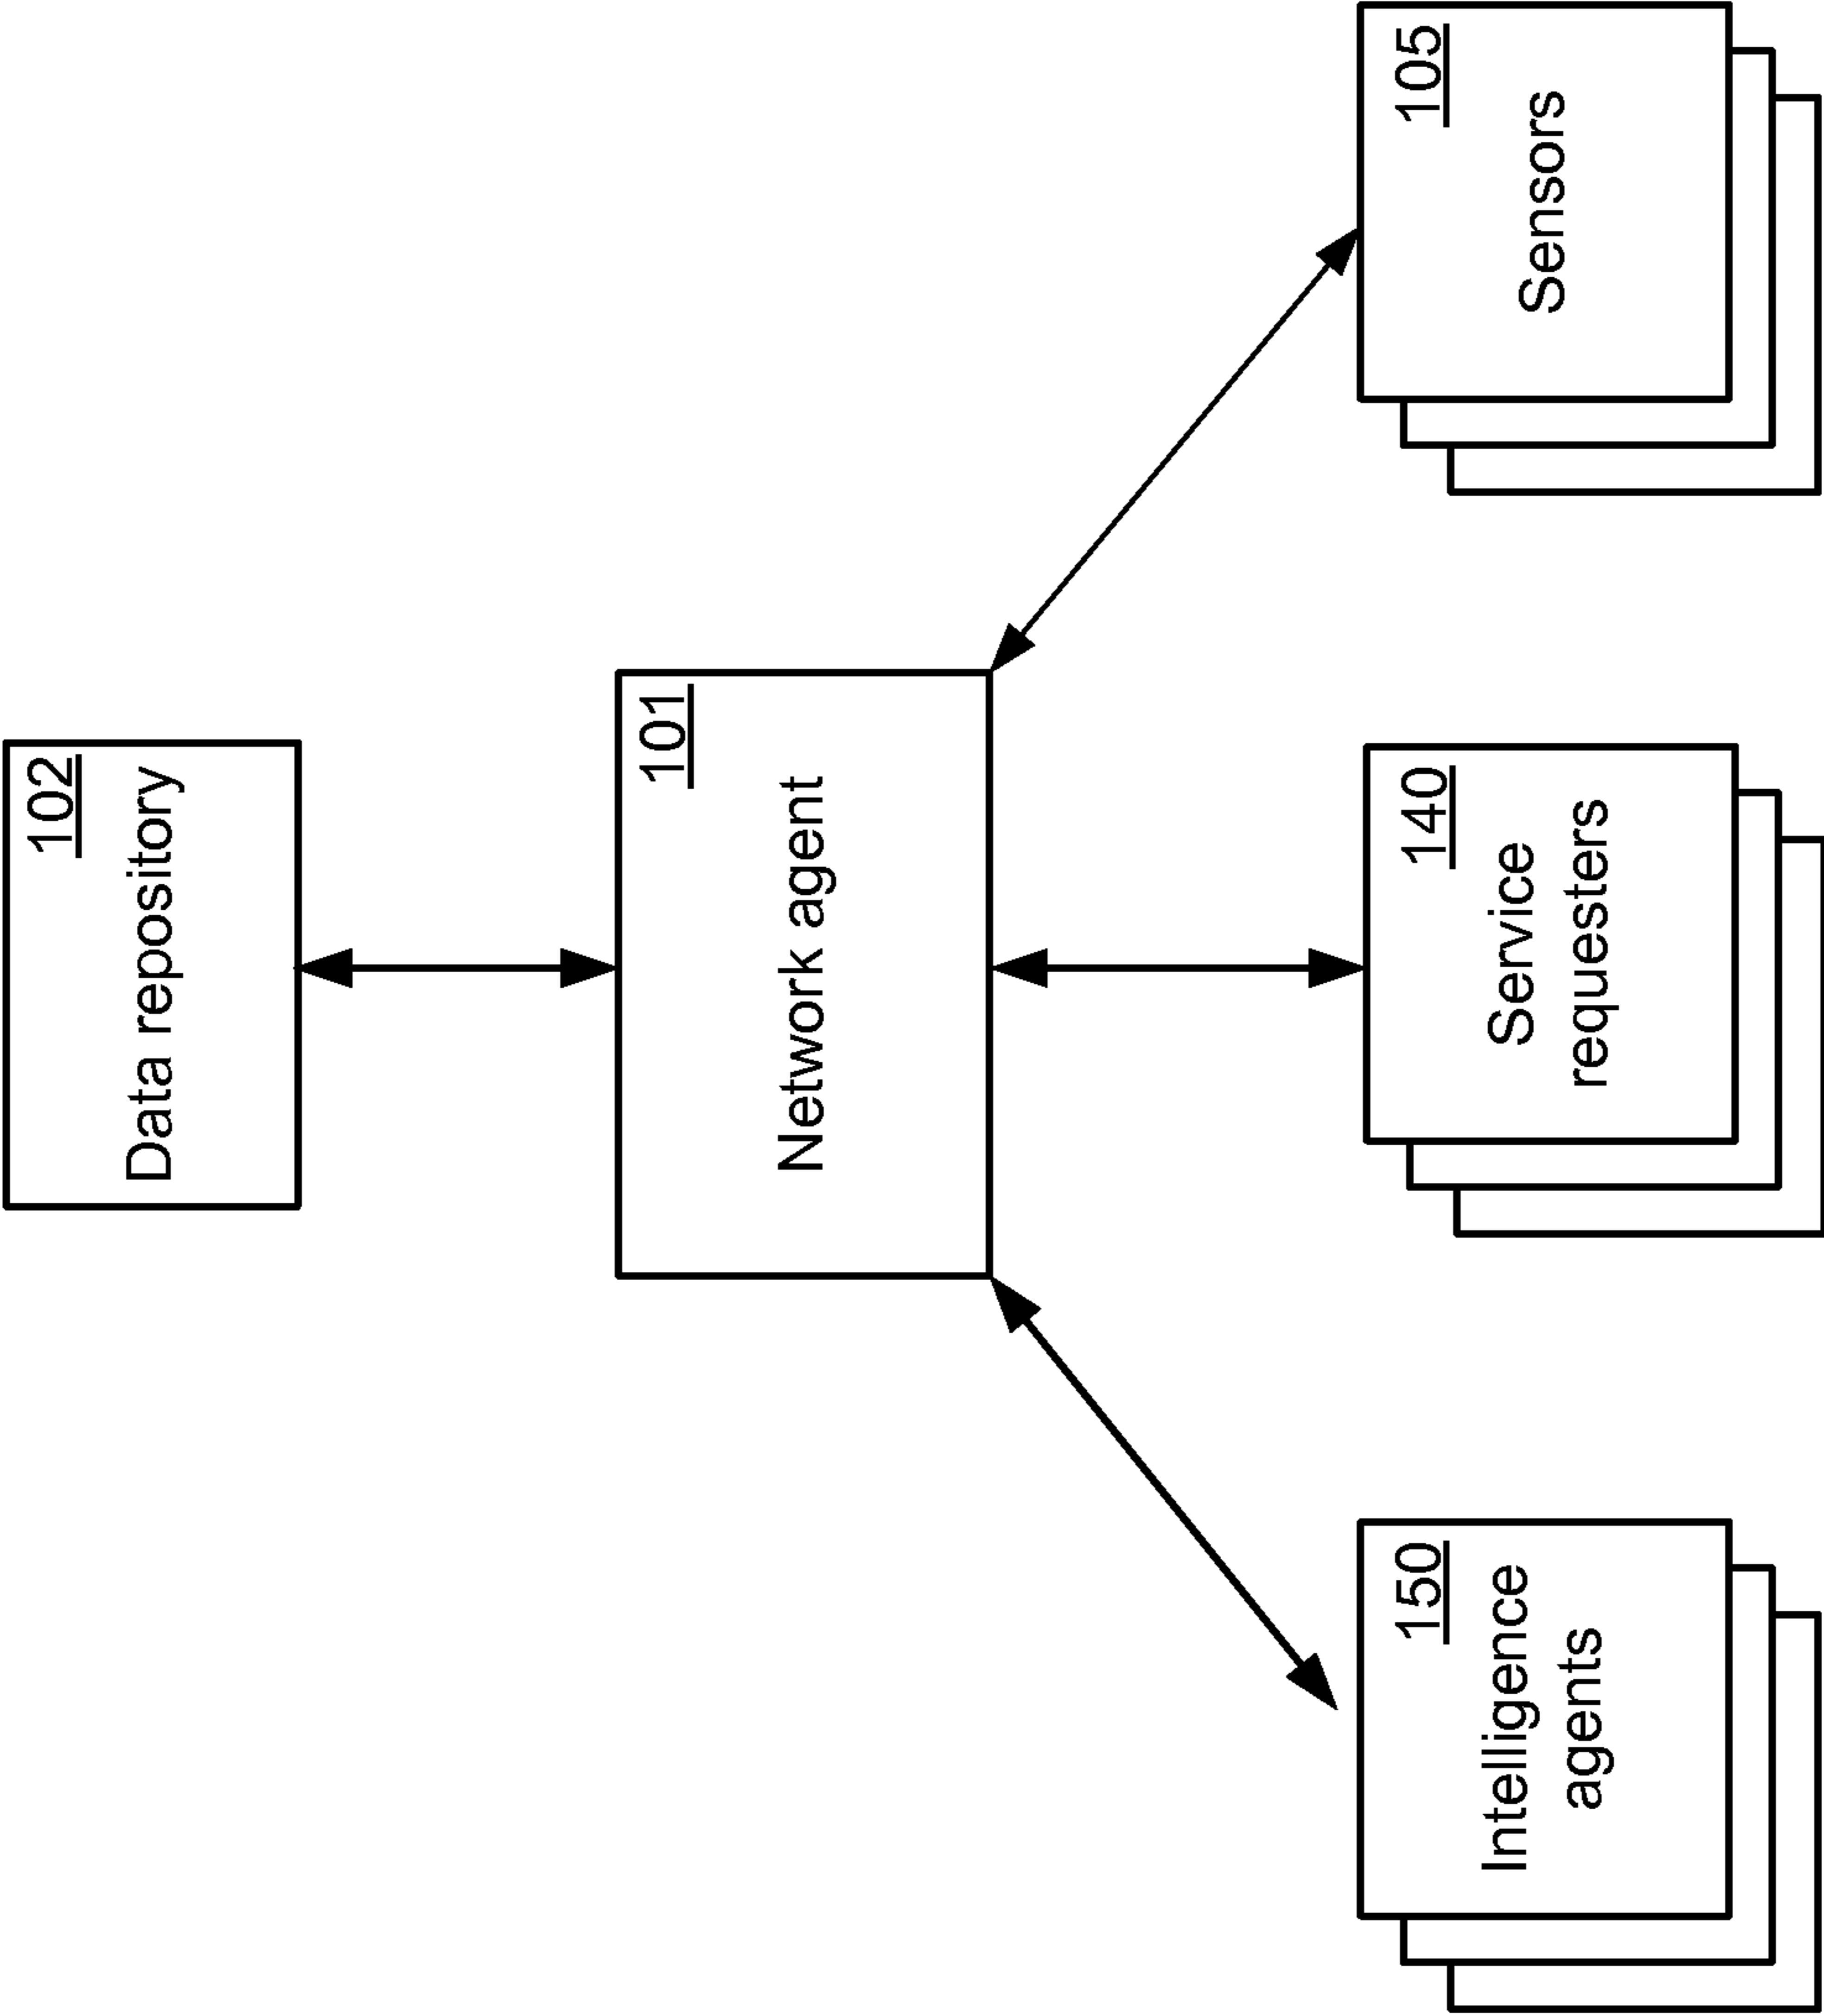 102
Data repository
101
Network agent
150
Intelligence
agents
140
Service
requesters
105
Sensors